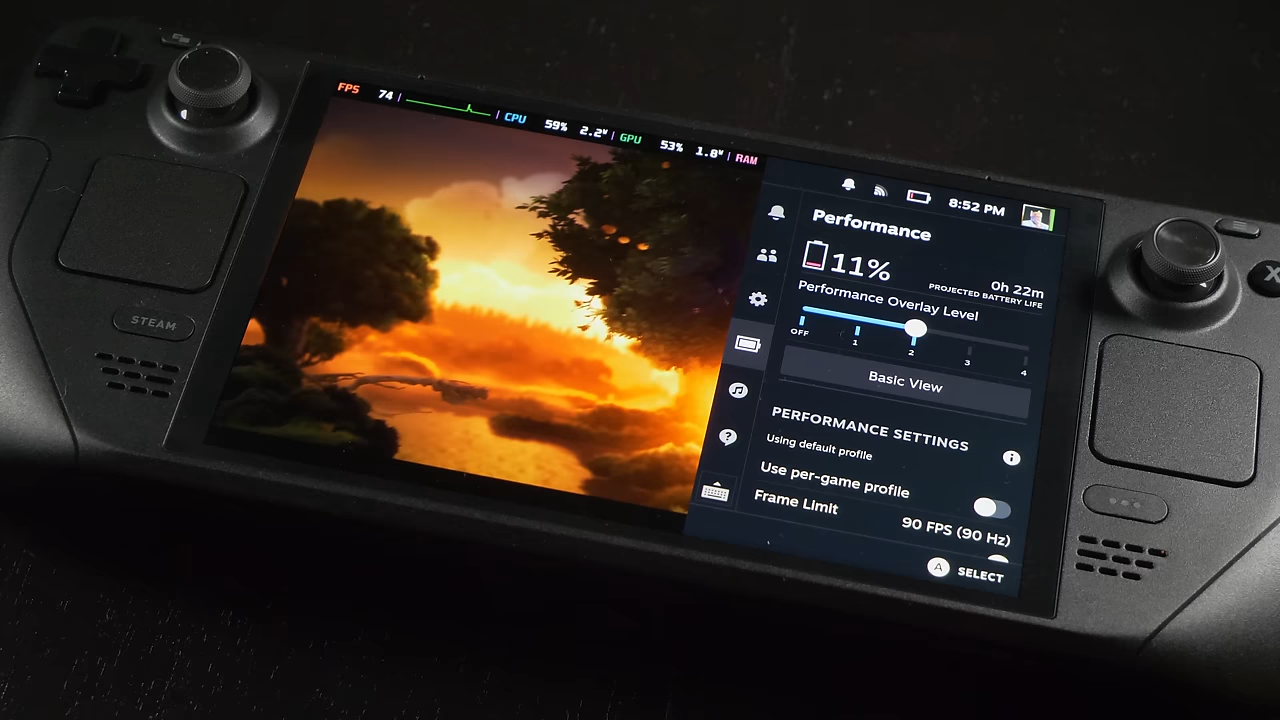 FPS 74 | CPU 59% 2.2W | GPU 53% 1.8W | RAM
8:52 PM
Performance
11%
0h 22m
PROJECTED BATTERY LIFE
Performance Overlay Level
OFF 1 2 3 4
Basic View
PERFORMANCE SETTINGS
Using default profile
Use per-game profile
Frame Limit
90 FPS (90 Hz)
A SELECT
STEAM
X